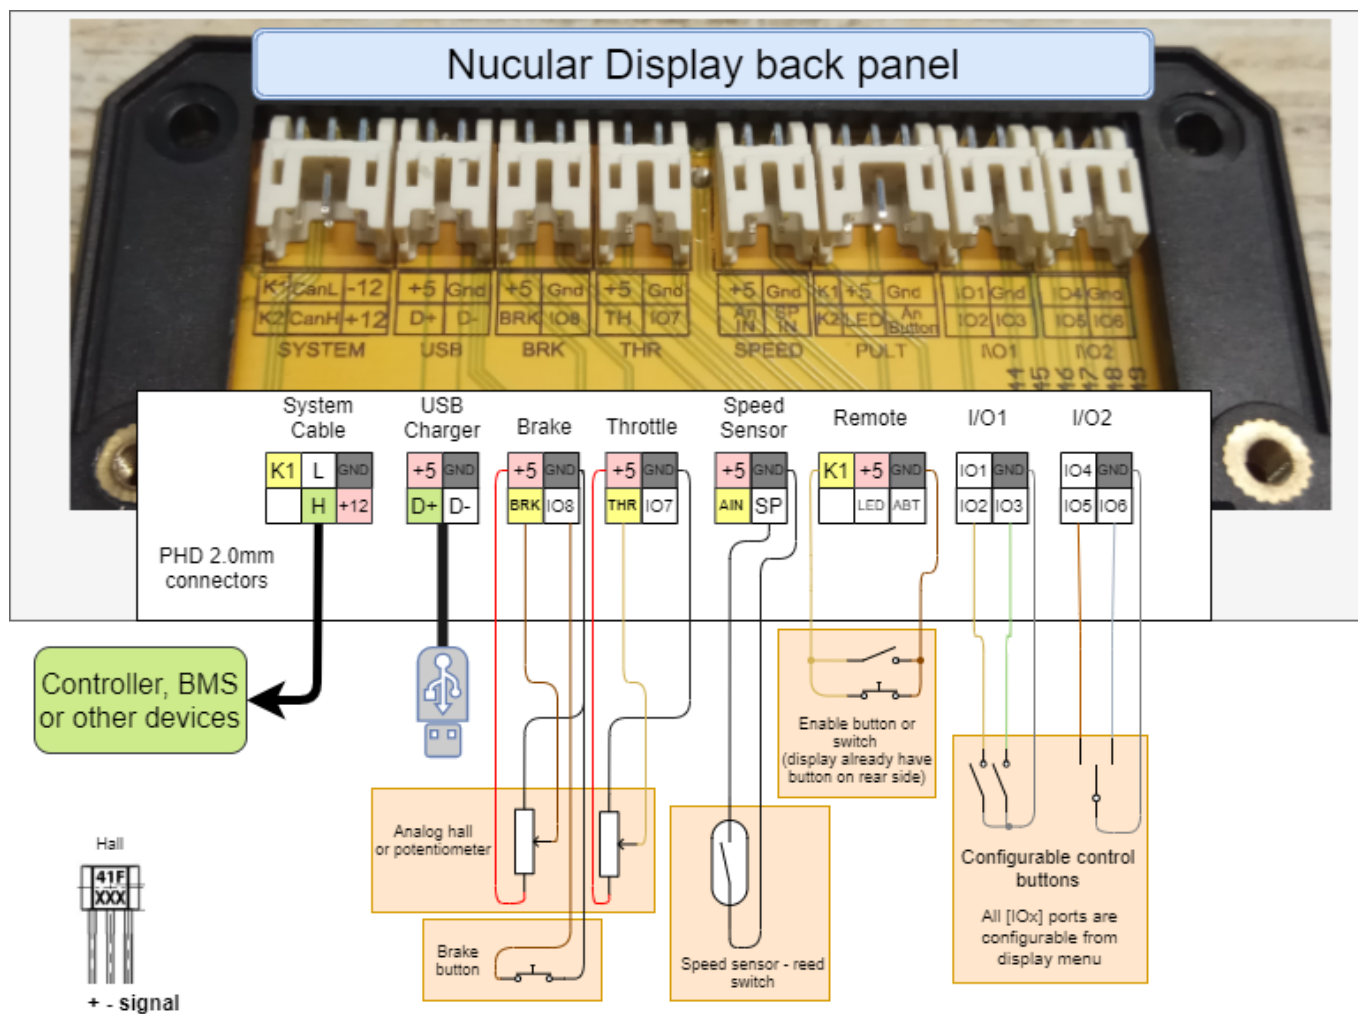 Nucular Display back panel
K1 CanL -12
K2 CanH +12
SYSTEM
+5 Gnd
D+ D-
USB
+5 Gnd
BRK IO8
BRK
+5 Gnd
TH IO7
THR
+5 Gnd
An IN SP IN
SPEED
K1 +5 Gnd
K2 LED An Button
PULT
IO1 Gnd
IO2 IO3
I/O1
IO4 Gnd
IO5 IO6
I/O2
System
Cable
USB
Charger
Brake
Throttle
Speed
Sensor
Remote
I/O1
I/O2
K1 L GND
H +12
+5 GND
D+ D-
+5 GND
BRK IO8
+5 GND
THR IO7
+5 GND
AIN SP
K1 +5 GND
LED ABT
IO1 GND
IO2 IO3
IO4 GND
IO5 IO6
PHD 2.0mm
connectors
Controller, BMS
or other devices
Enable button or
switch
(display already have
button on rear side)
Analog hall
or potentiometer
Brake
button
Speed sensor - reed
switch
Configurable control
buttons
All [IOx] ports are
configurable from
display menu
Hall
41F
XXX
+ - signal